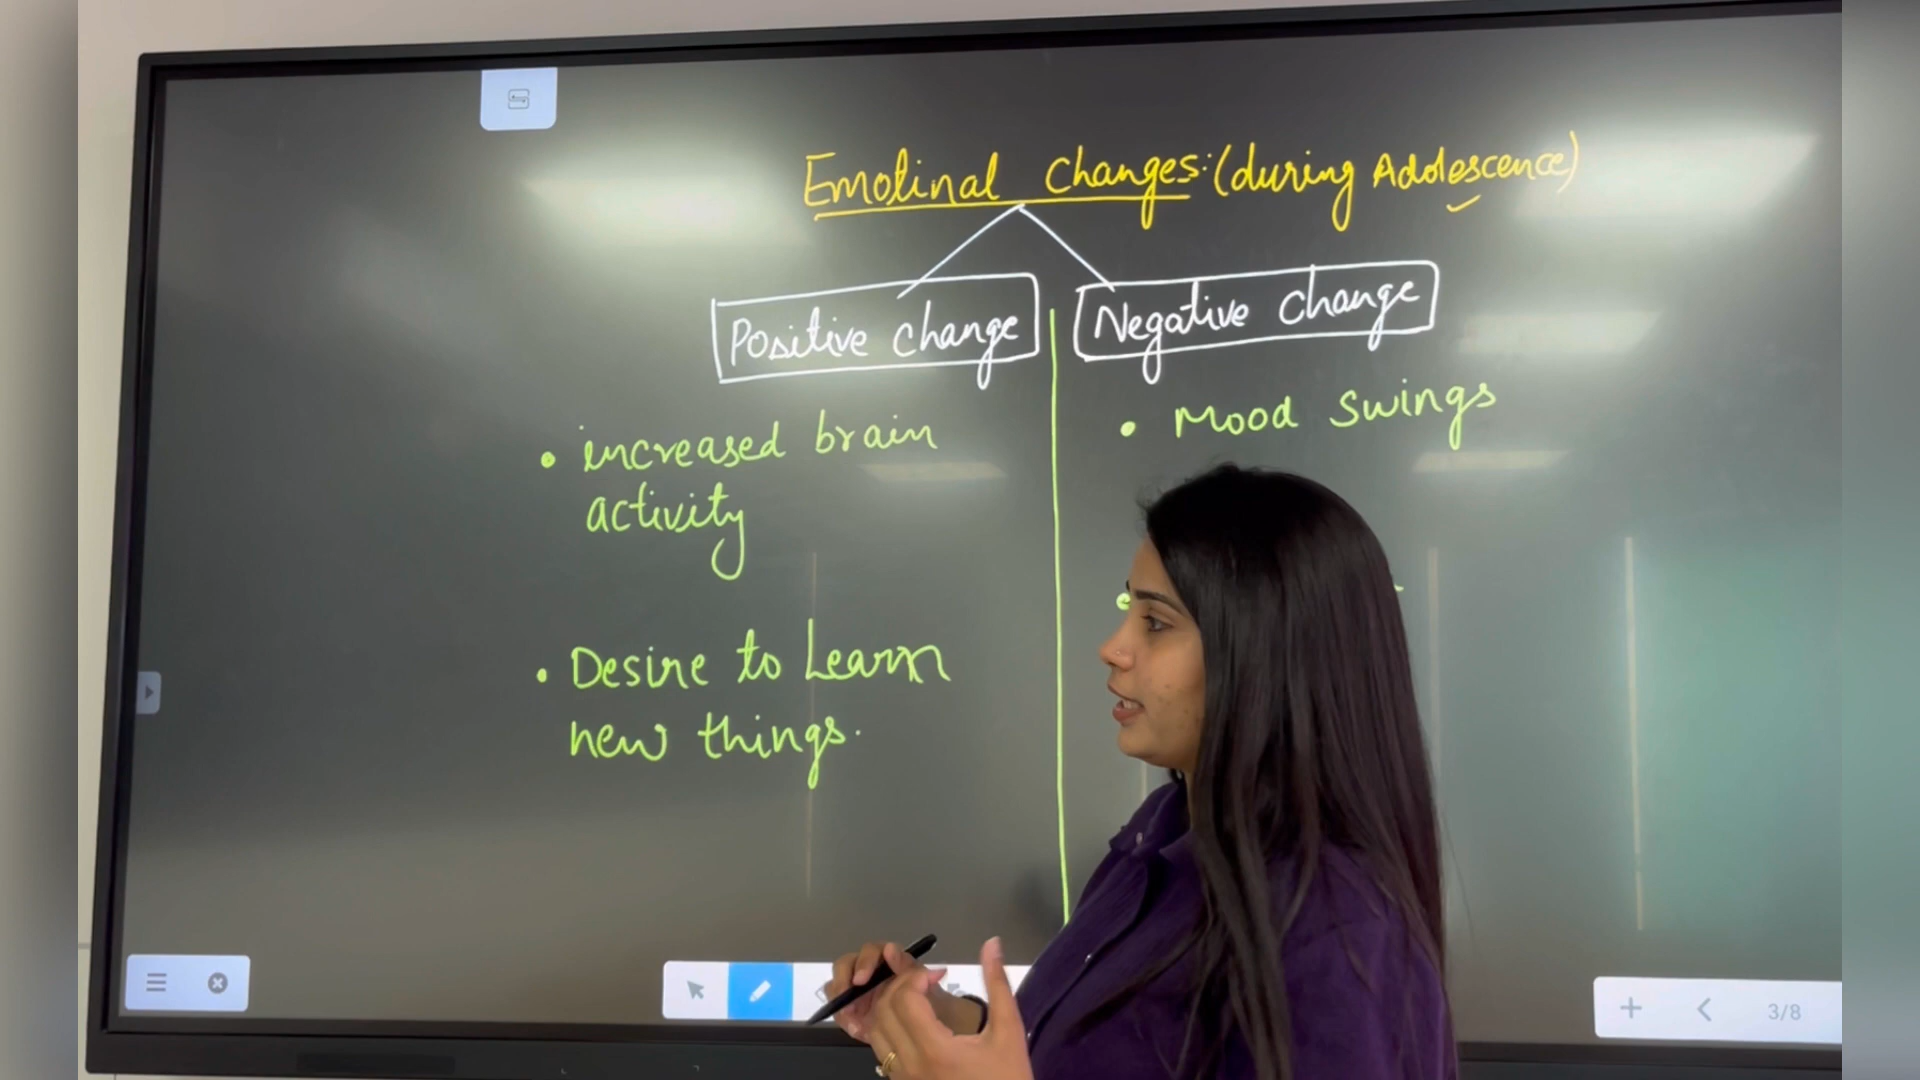 Emotinal Changes:(during Adolescence)
Positive change
Negative change
• increased brain
activity
• Desire to Learn
new things.
• Mood Swings
3/8